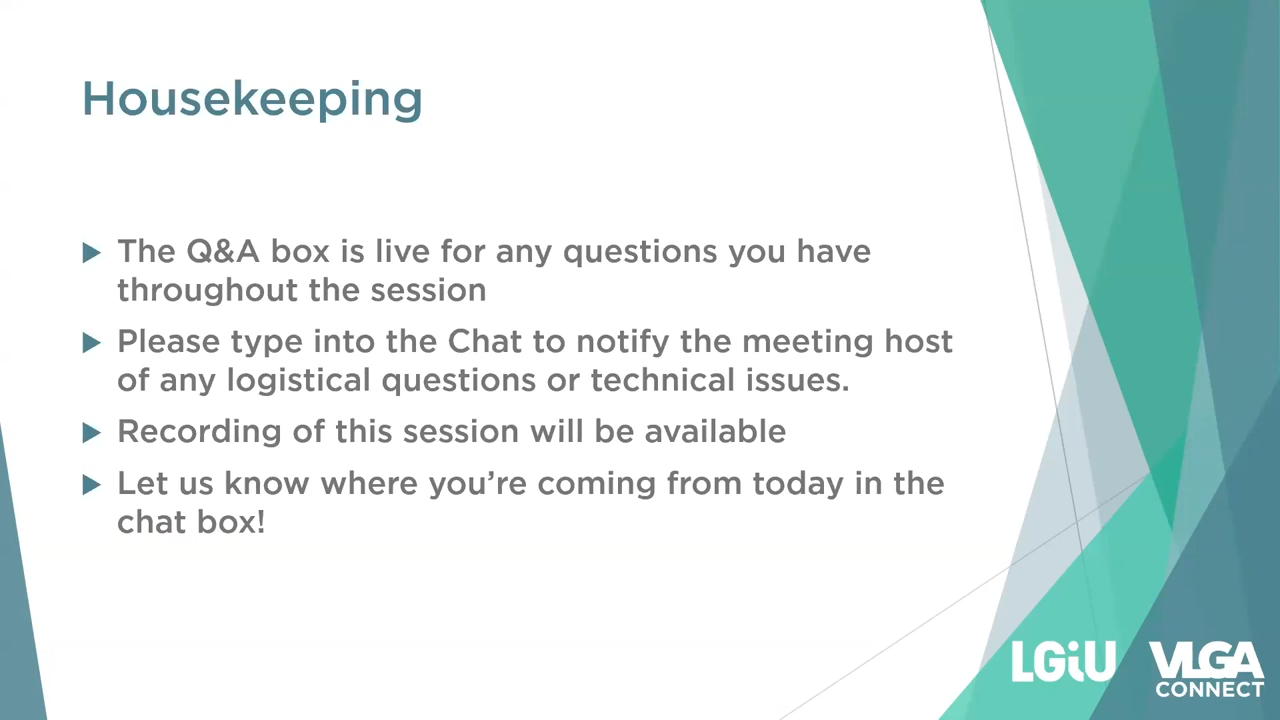 Housekeeping
The Q&A box is live for any questions you have
throughout the session
Please type into the Chat to notify the meeting host
of any logistical questions or technical issues.
Recording of this session will be available
Let us know where you’re coming from today in the
chat box!
LGiU
VLGA
CONNECT